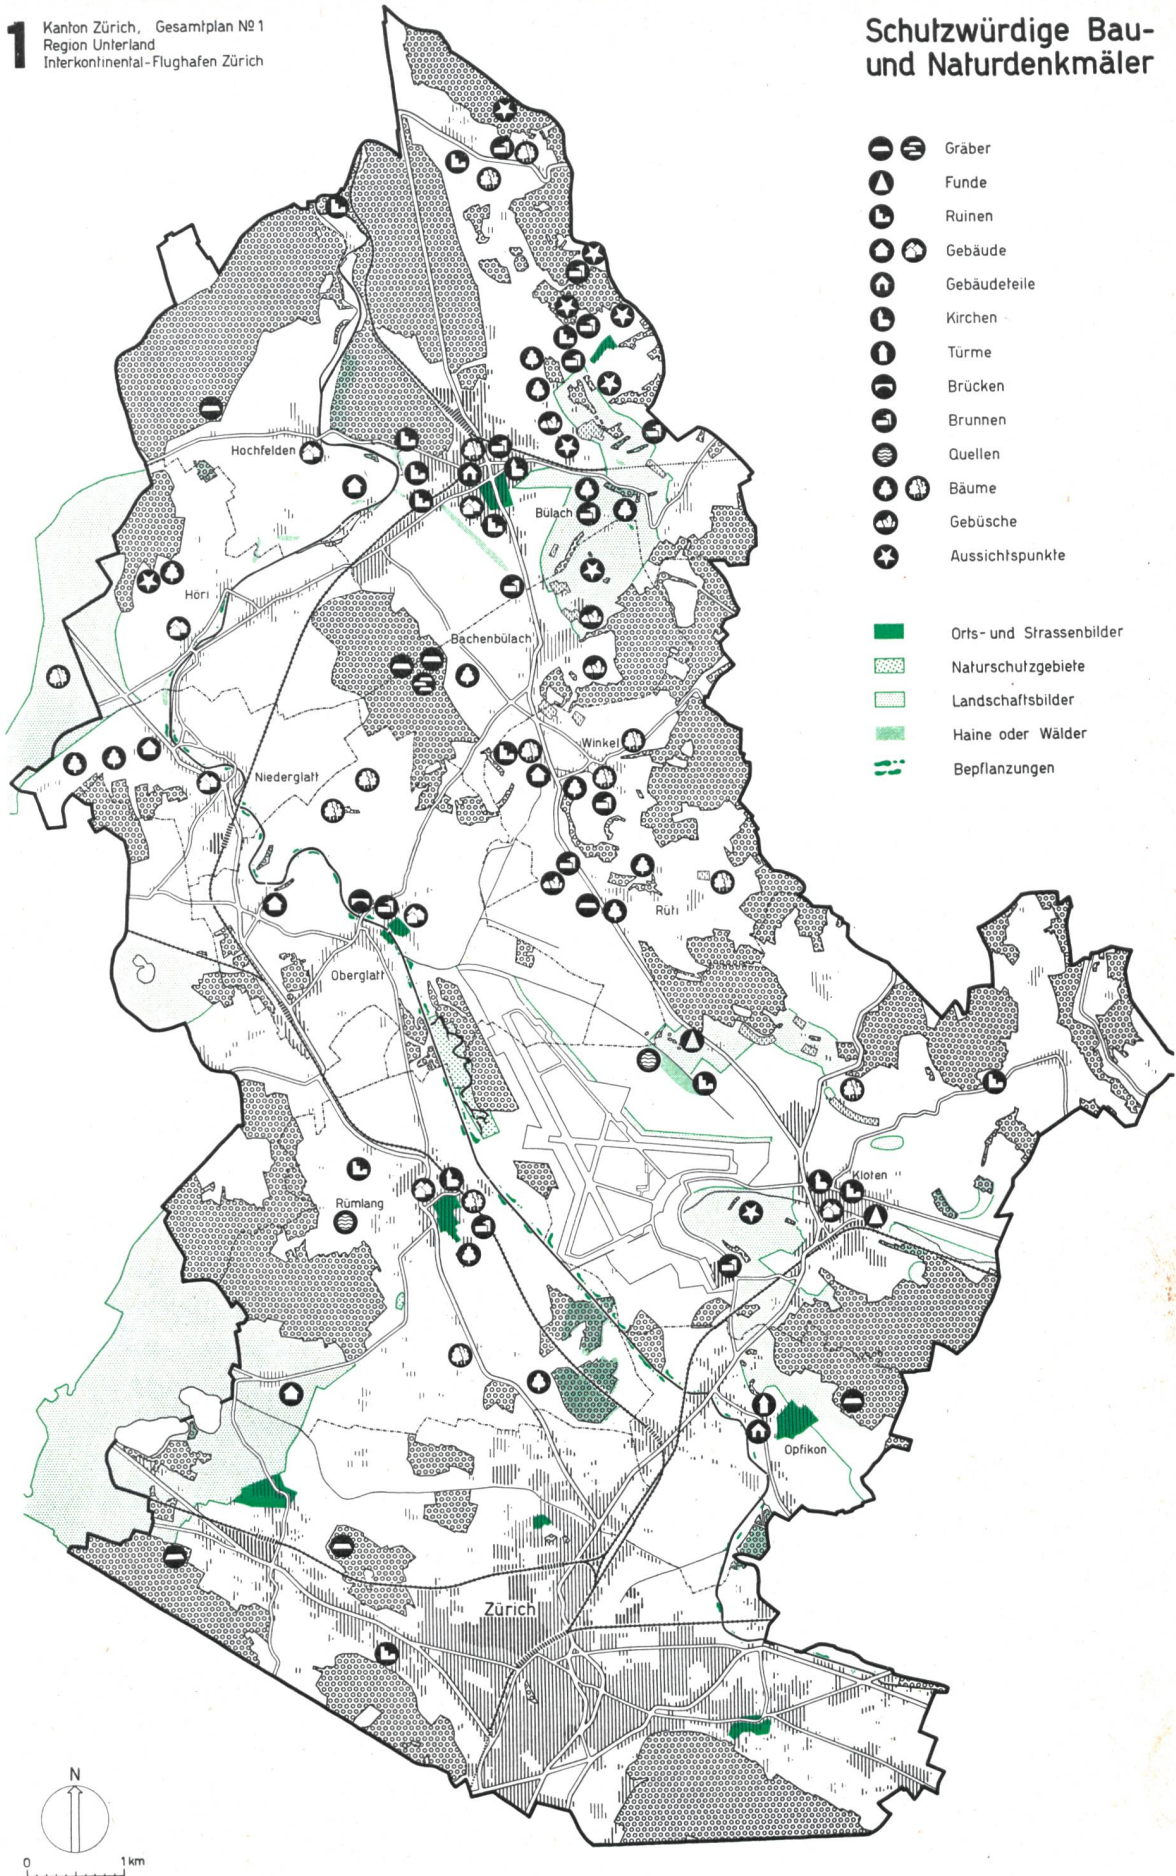 1
Kanton Zürich, Gesamtplan Nº 1
Region Unterland
Interkontinental-Flughafen Zürich
Schutzwürdige Bau-
und Naturdenkmäler
Gräber
Funde
Ruinen
Gebäude
Gebäudeteile
Kirchen
Türme
Brücken
Brunnen
Quellen
Bäume
Gebüsche
Aussichtspunkte
Orts- und Strassenbilder
Naturschutzgebiete
Landschaftsbilder
Haine oder Wälder
Bepflanzungen
Hochfelden
Bülach
Höri
Bachenbülach
Winkel
Niederglatt
Rüti
Oberglatt
Kloten
Rümlang
Opfikon
Zürich
N
0 1 km